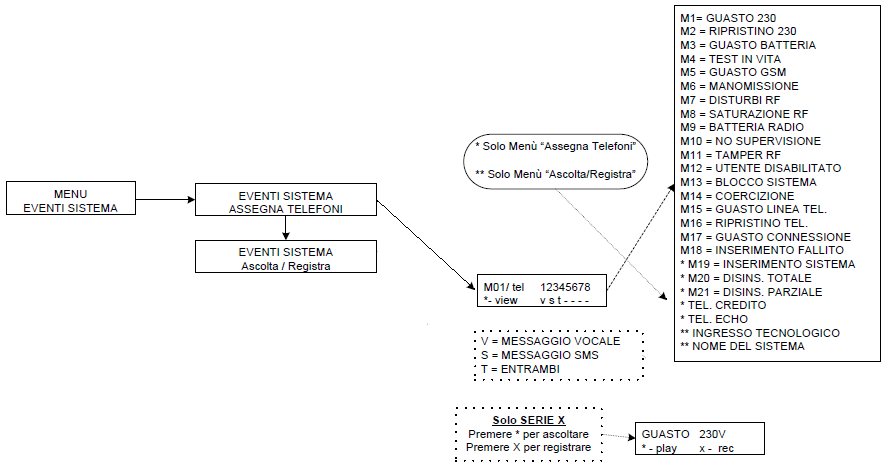 MENU
EVENTI SISTEMA
EVENTI SISTEMA
ASSEGNA TELEFONI
EVENTI SISTEMA
Ascolta / Registra
* Solo Menù “Assegna Telefoni”
** Solo Menù “Ascolta/Registra”
M01/ tel 12345678
*- view v s t - - - -
V = MESSAGGIO VOCALE
S = MESSAGGIO SMS
T = ENTRAMBI
Solo SERIE X
Premere * per ascoltare
Premere X per registrare
GUASTO 230V
* - play x - rec
M1= GUASTO 230
M2 = RIPRISTINO 230
M3 = GUASTO BATTERIA
M4 = TEST IN VITA
M5 = GUASTO GSM
M6 = MANOMISSIONE
M7 = DISTURBI RF
M8 = SATURAZIONE RF
M9 = BATTERIA RADIO
M10 = NO SUPERVISIONE
M11 = TAMPER RF
M12 = UTENTE DISABILITATO
M13 = BLOCCO SISTEMA
M14 = COERCIZIONE
M15 = GUASTO LINEA TEL.
M16 = RIPRISTINO TEL.
M17 = GUASTO CONNESSIONE
M18 = INSERIMENTO FALLITO
* M19 = INSERIMENTO SISTEMA
* M20 = DISINS. TOTALE
* M21 = DISINS. PARZIALE
* TEL. CREDITO
* TEL. ECHO
** INGRESSO TECNOLOGICO
** NOME DEL SISTEMA